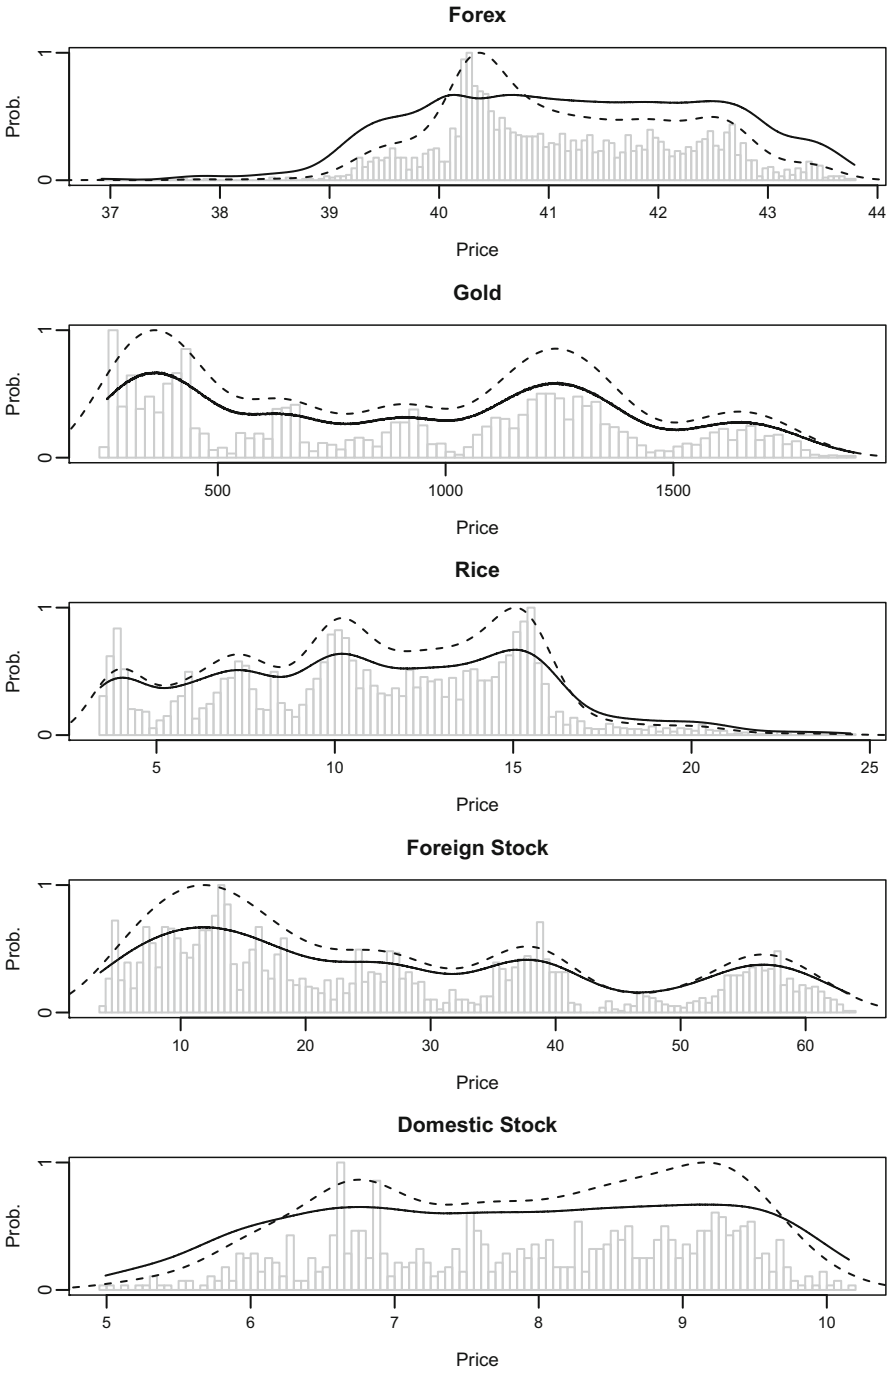 Forex
1
Prob.
0
37 38 39 40 41 42 43 44
Price
Gold
1
Prob.
0
500 1000 1500
Price
Rice
1
Prob.
0
5 10 15 20 25
Price
Foreign Stock
1
Prob.
0
10 20 30 40 50 60
Price
Domestic Stock
1
Prob.
0
5 6 7 8 9 10
Price